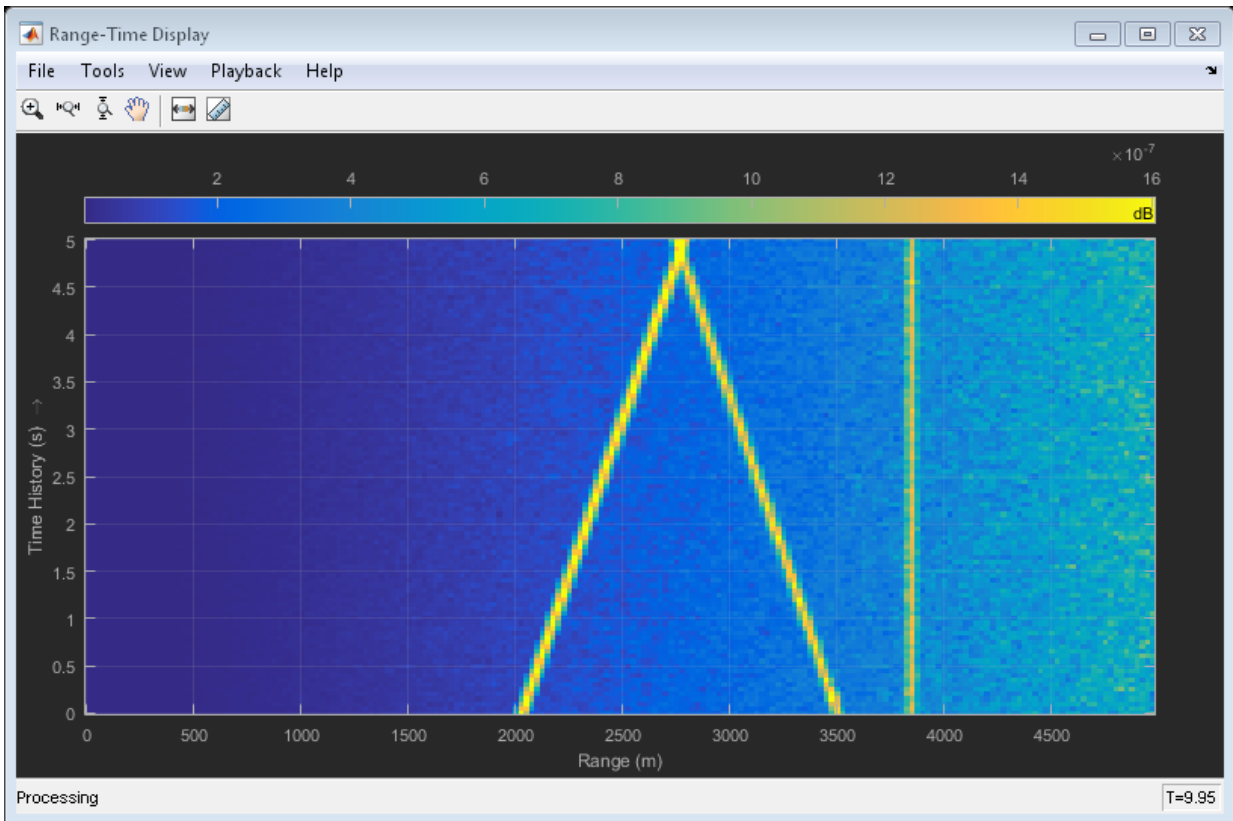 Range-Time Display
File Tools View Playback Help
×10-7
2 4 6 8 10 12 14 16
dB
5
4.5
4
3.5
3
2.5
2
1.5
1
0.5
0
Time History (s) →
0 500 1000 1500 2000 2500 3000 3500 4000 4500
Range (m)
Processing T=9.95